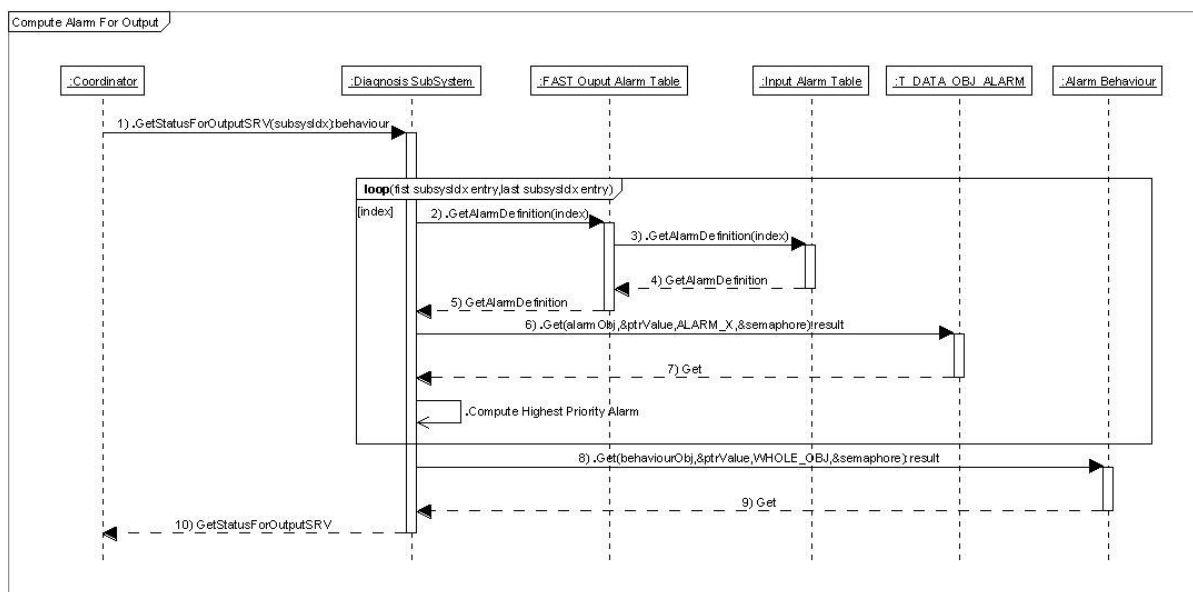 Compute Alarm For Output
:Coordinator
:Diagnosis SubSystem
:FAST Ouput Alarm Table
:Input Alarm Table
:T_DATA_OBJ_ALARM
:Alarm Behaviour
1) .GetStatusForOutputSRV(subsysIdx):behaviour
loop(fist subsysIdx entry,last subsysIdx entry)
[index]
2) .GetAlarmDefinition(index)
3) .GetAlarmDefinition(index)
4) GetAlarmDefinition
5) GetAlarmDefinition
6) .Get(alarmObj,&ptrValue,ALARM_X,&semaphore):result
7) Get
.Compute Highest Priority Alarm
8) .Get(behaviourObj,&ptrValue,WHOLE_OBJ,&semaphore):result
9) Get
10) GetStatusForOutputSRV